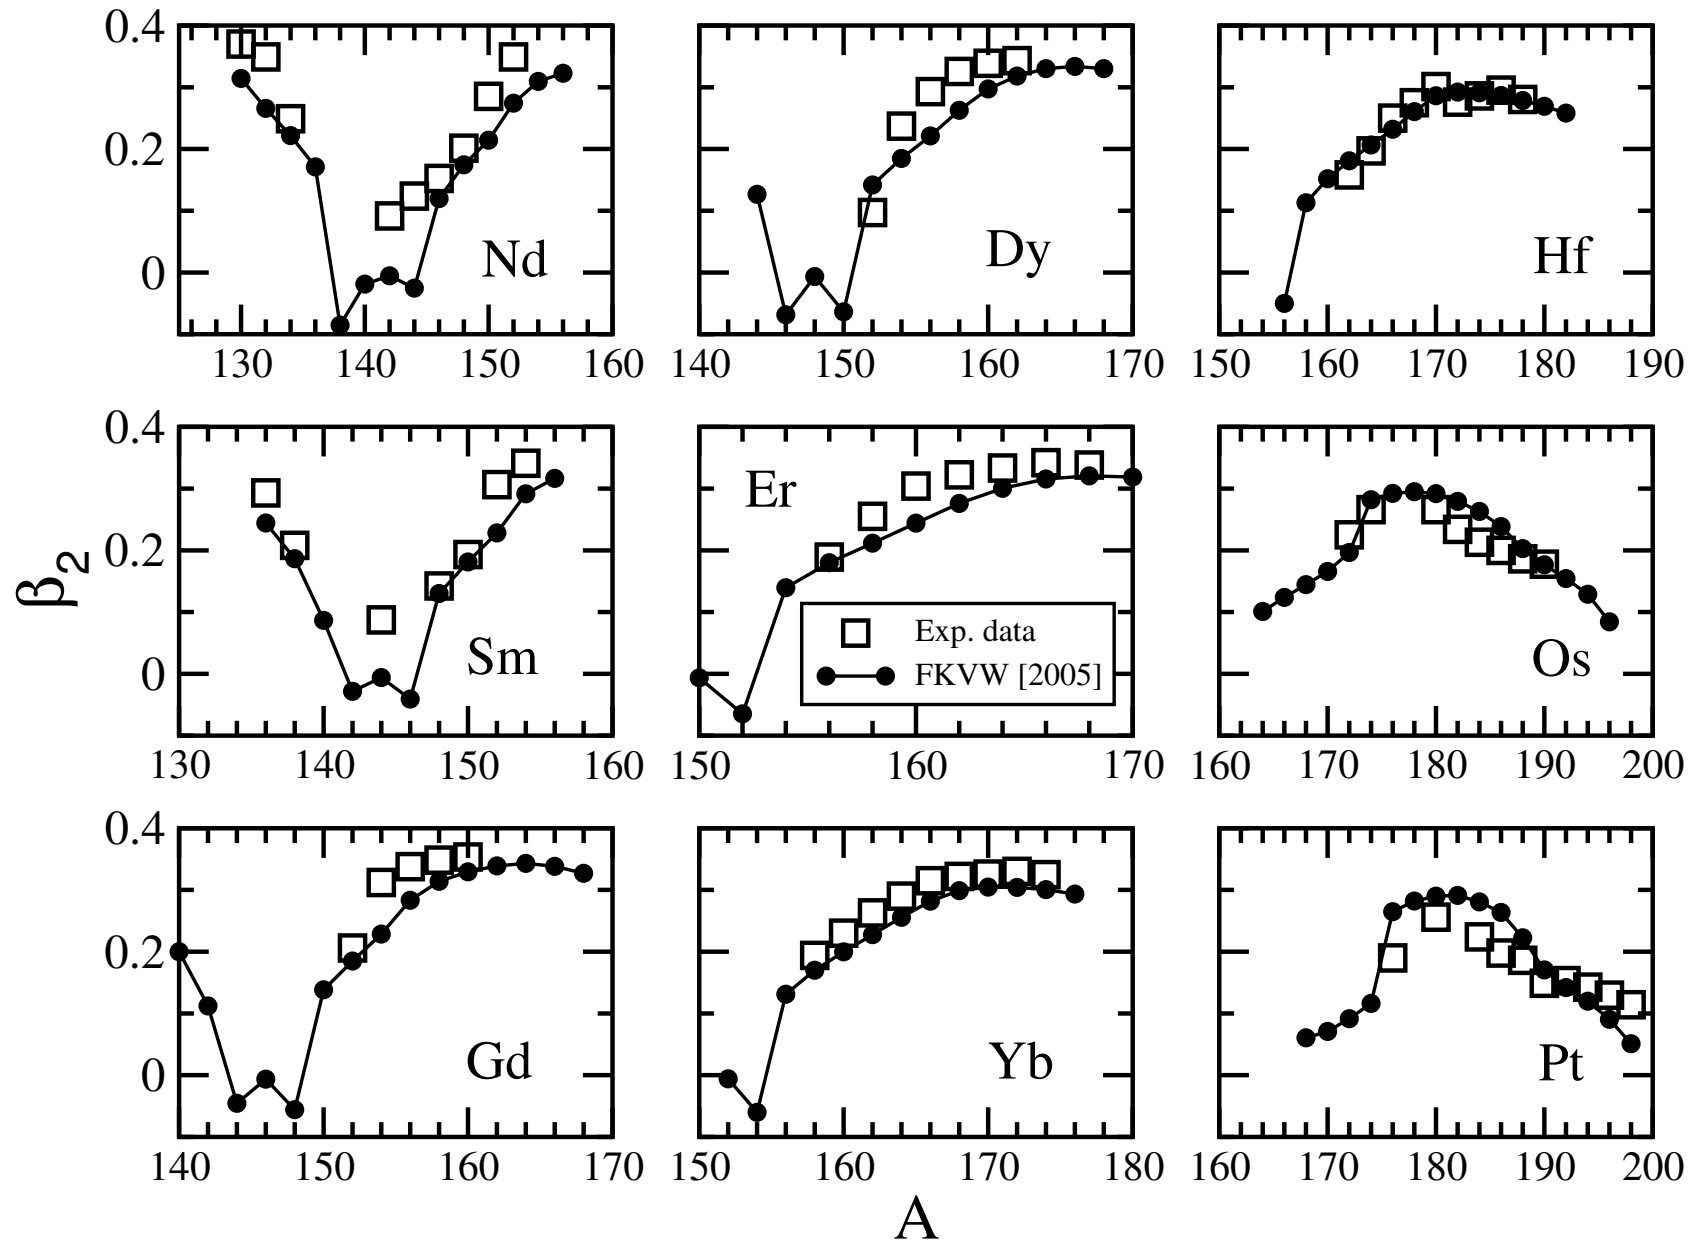 0.4
0.2
0
130 140 150 160
Nd
140 150 160 170
Dy
150 160 170 180 190
Hf
0.4
0.2
0
130 140 150 160
Sm
150 160 170
Er
Exp. data
FKVW [2005]
160 170 180 190 200
Os
0.4
0.2
0
140 150 160 170
Gd
150 160 170 180
Yb
160 170 180 190 200
Pt
β2
A